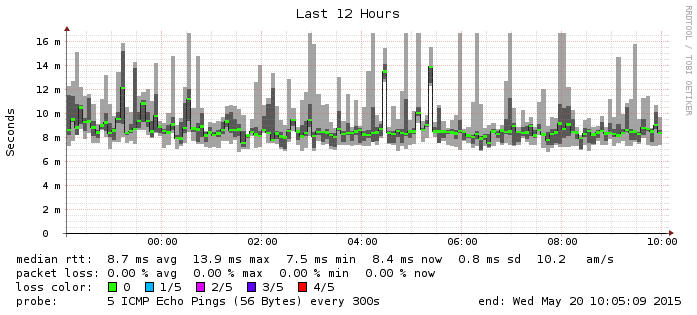 Last 12 Hours
RRDTOOL / TOBI OETIKER
Seconds
16 m
14 m
12 m
10 m
8 m
6 m
4 m
2 m
0
00:00 02:00 04:00 06:00 08:00 10:00
median rtt: 8.7 ms avg 13.9 ms max 7.5 ms min 8.4 ms now 0.8 ms sd 10.2 am/s
packet loss: 0.00 % avg 0.00 % max 0.00 % min 0.00 % now
loss color: 0 1/5 2/5 3/5 4/5
probe: 5 ICMP Echo Pings (56 Bytes) every 300s end: Wed May 20 10:05:09 2015